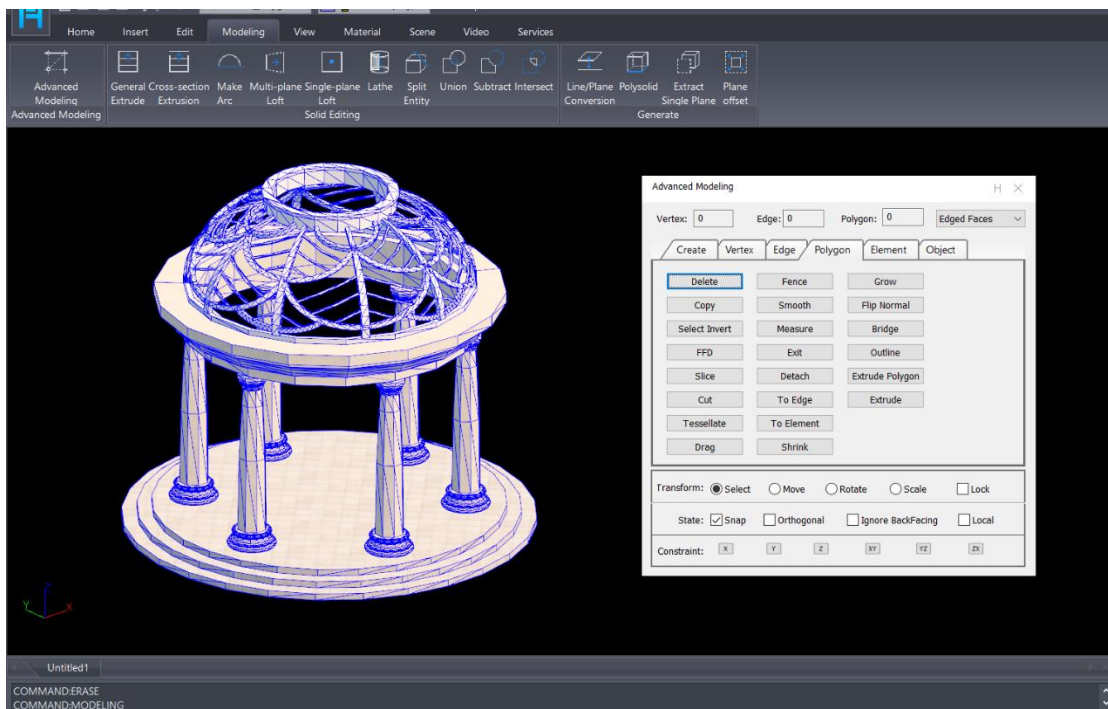 Home Insert Edit Modeling View Material Scene Video Services
Advanced Modeling
General Extrude
Cross-section Extrusion
Make Arc
Multi-plane Loft
Single-plane Loft
Lathe
Split Entity
Union
Subtract
Intersect
Line/Plane Conversion
Polysolid
Extract Single Plane
Plane offset
Advanced Modeling Solid Editing Generate
Advanced Modeling H
Vertex: 0 Edge: 0 Polygon: 0 Edged Faces
Create Vertex Edge Polygon Element Object
Delete Fence Grow
Copy Smooth Flip Normal
Select Invert Measure Bridge
FFD Exit Outline
Slice Detach Extrude Polygon
Cut To Edge Extrude
Tessellate To Element
Drag Shrink
Transform: Select Move Rotate Scale Lock
State: Snap Orthogonal Ignore BackFacing Local
Constraint: X Y Z XY YZ ZX
Z
Y X
Untitled1
COMMAND:ERASE
COMMAND:MODELING